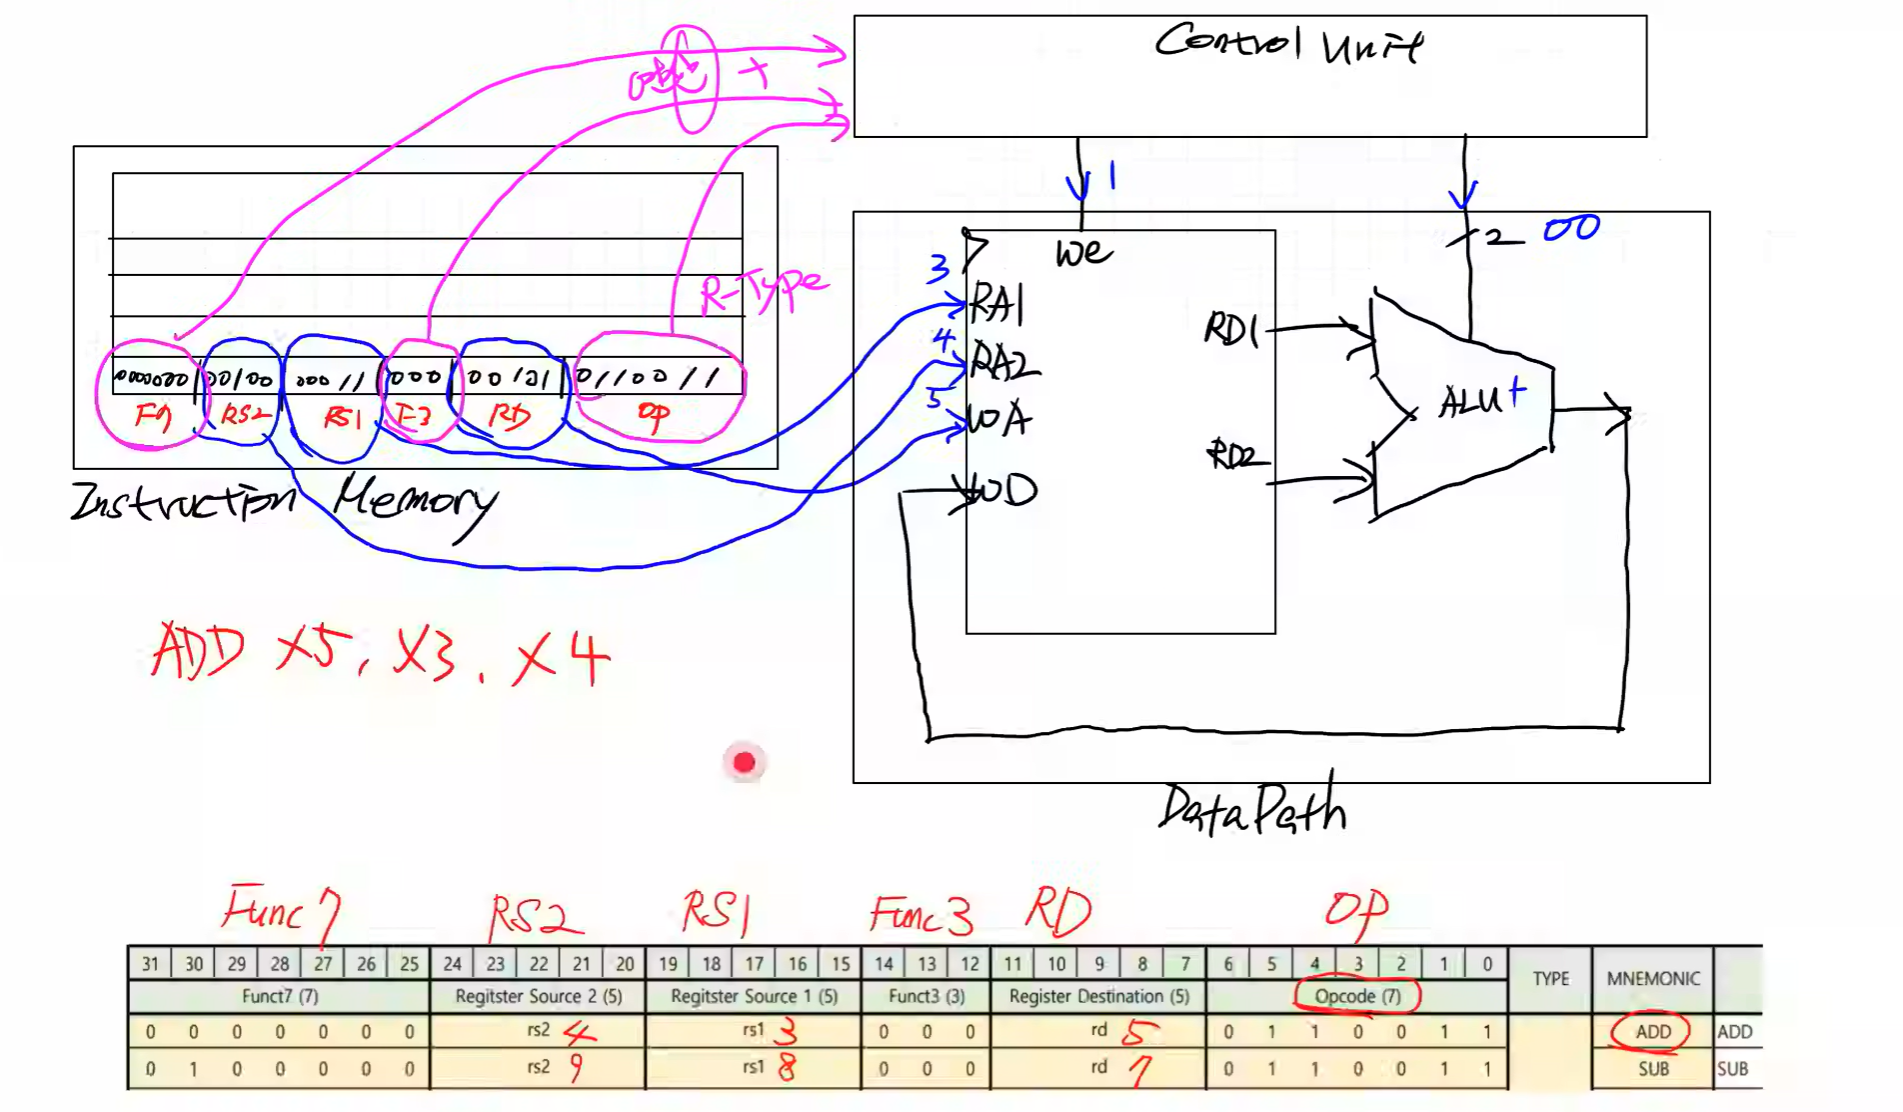 Control Unit
+
1
2 00
We
3
RA1
R-Type
4
RA2
5
WA
WD
RD1
RD2
ALU +
0000000 00100 00011 000 00101 0110011
F7 RS2 RS1 F3 RD OP
Instruction Memory
ADD X5, X3, X4
DataPath
Func7 RS2 RS1 Func3 RD OP
31 30 29 28 27 26 25 24 23 22 21 20 19 18 17 16 15 14 13 12 11 10 9 8 7 6 5 4 3 2 1 0 TYPE MNEMONIC
Funct7 (7) Regitster Source 2 (5) Regitster Source 1 (5) Funct3 (3) Register Destination (5) Opcode (7)
0 0 0 0 0 0 0 rs2 4 rs1 3 0 0 0 rd 5 0 1 1 0 0 1 1 ADD ADD
0 1 0 0 0 0 0 rs2 9 rs1 8 0 0 0 rd 7 0 1 1 0 0 1 1 SUB SUB